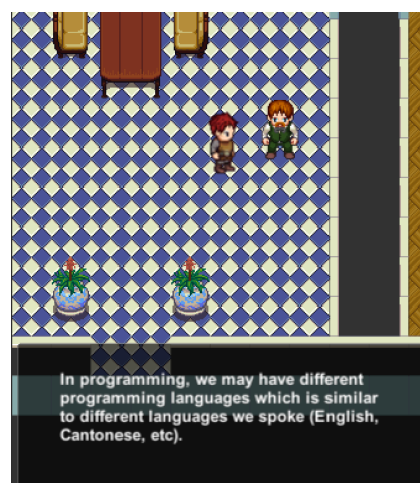 In programming, we may have different
programming languages which is similar
to different languages we spoke (English,
Cantonese, etc).